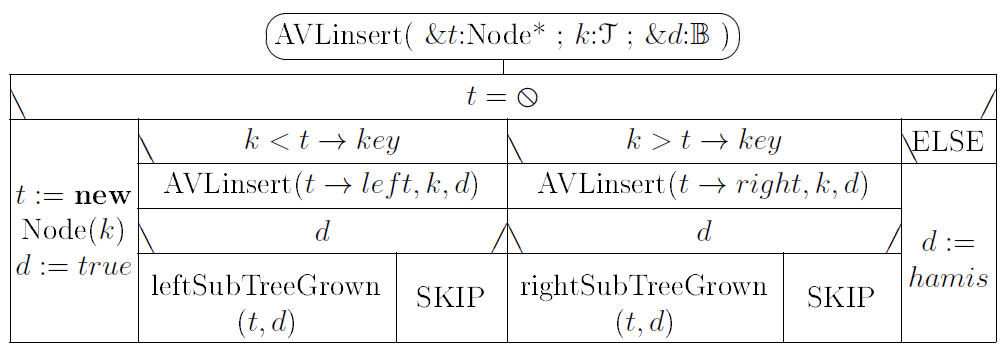 AVLinsert( &t:Node* ; k:𝒯 ; &d:𝔹 )
t = ⦸
k < t → key
k > t → key
ELSE
t := new
Node(k)
d := true
AVLinsert(t → left, k, d)
AVLinsert(t → right, k, d)
d
d
leftSubTreeGrown
(t, d)
SKIP
rightSubTreeGrown
(t, d)
SKIP
d :=
hamis